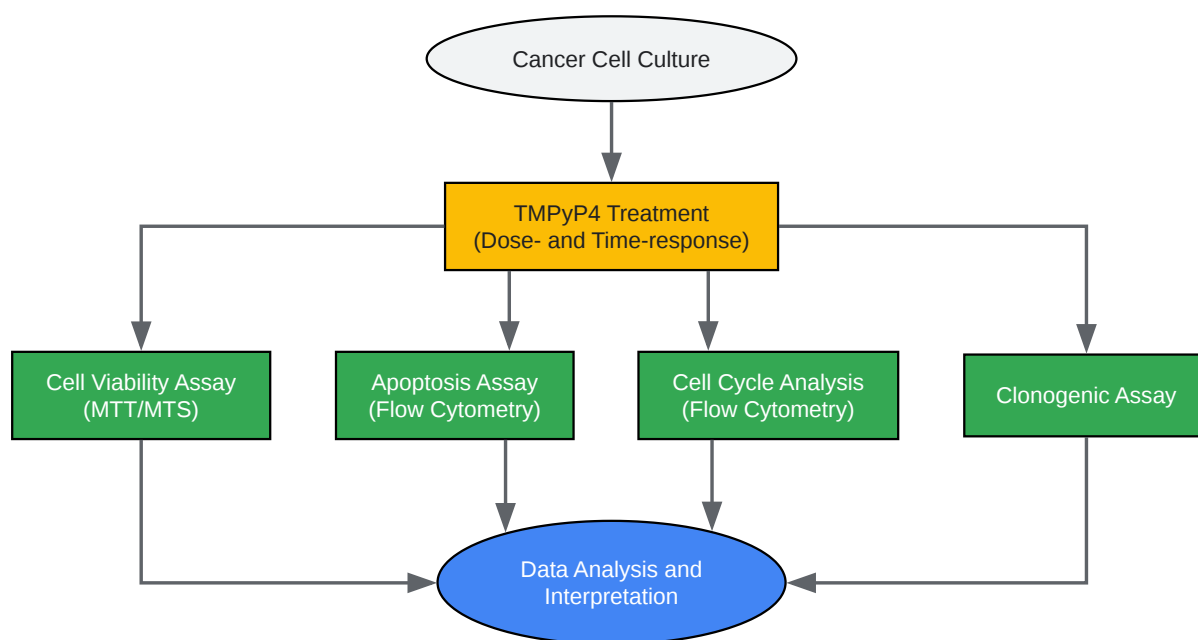 Cancer Cell Culture
TMPyP4 Treatment
(Dose- and Time-response)
Cell Viability Assay
(MTT/MTS)
Apoptosis Assay
(Flow Cytometry)
Cell Cycle Analysis
(Flow Cytometry)
Clonogenic Assay
Data Analysis and
Interpretation